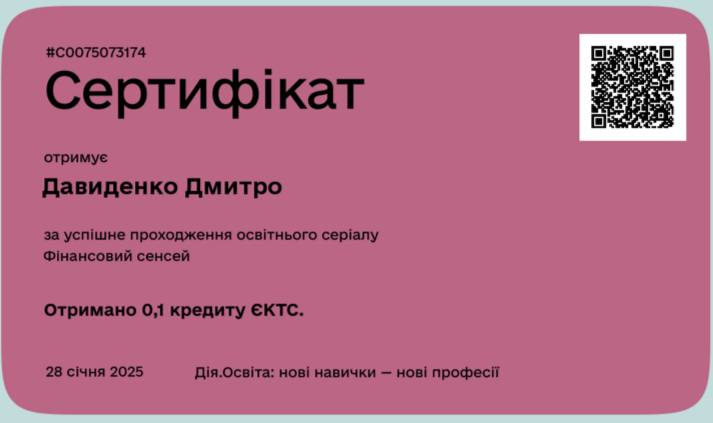 #C0075073174
Сертифікат
отримує
Давиденко Дмитро
за успішне проходження освітнього серіалу
Фінансовий сенсей
Отримано 0,1 кредиту ЄКТС.
28 січня 2025 Дія.Освіта: нові навички — нові професії